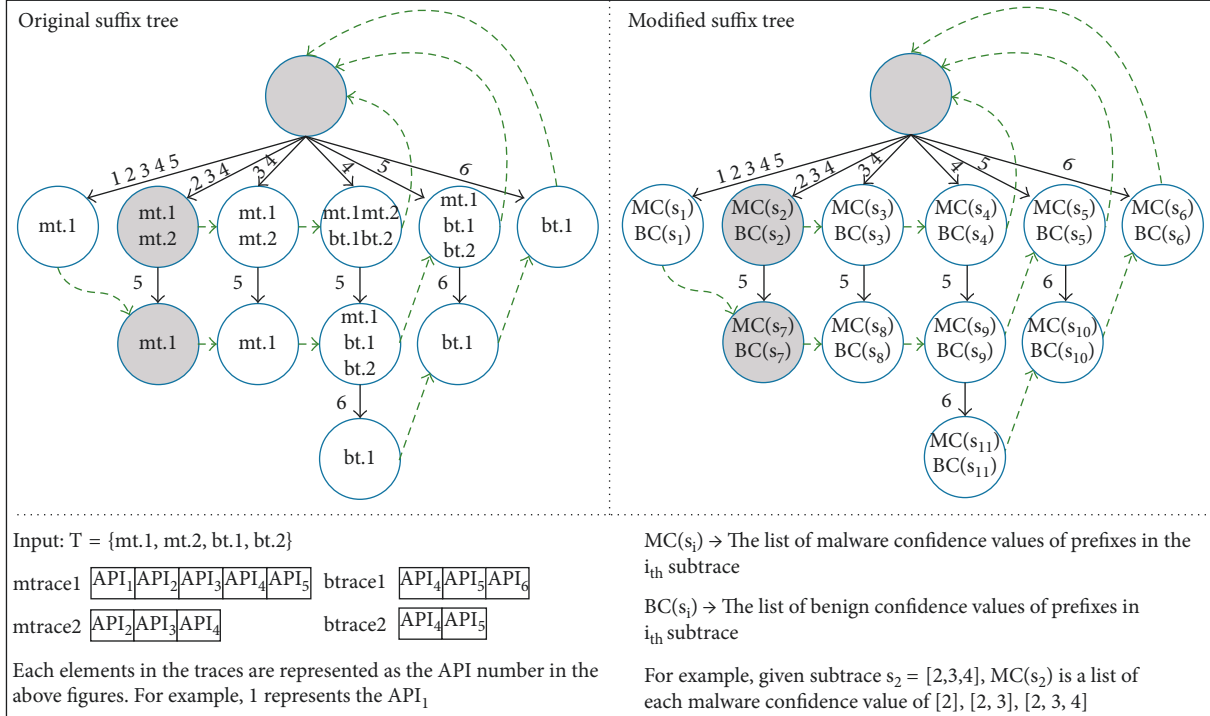 Original suffix tree
1 2 3 4 5
2 3 4
3 4
4
5
6
mt.1
mt.1
mt.2
mt.1
mt.2
mt.1mt.2
bt.1bt.2
mt.1
bt.1
bt.2
bt.1
5
5
5
6
mt.1
mt.1
mt.1
bt.1
bt.2
bt.1
6
bt.1
Modified suffix tree
1 2 3 4 5
2 3 4
3 4
4
5
6
MC(s₁)
BC(s₁)
MC(s₂)
BC(s₂)
MC(s₃)
BC(s₃)
MC(s₄)
BC(s₄)
MC(s₅)
BC(s₅)
MC(s₆)
BC(s₆)
5
5
5
6
MC(s₇)
BC(s₇)
MC(s₈)
BC(s₈)
MC(s₉)
BC(s₉)
MC(s₁₀)
BC(s₁₀)
6
MC(s₁₁)
BC(s₁₁)
Input: T = {mt.1, mt.2, bt.1, bt.2}
mtrace1 API₁ API₂ API₃ API₄ API₅ btrace1 API₄ API₅ API₆
mtrace2 API₂ API₃ API₄ btrace2 API₄ API₅
Each elements in the traces are represented as the API number in the
above figures. For example, 1 represents the API₁
MC(sᵢ) → The list of malware confidence values of prefixes in the
iₜₕ subtrace
BC(sᵢ) → The list of benign confidence values of prefixes in
iₜₕ subtrace
For example, given subtrace s₂ = [2,3,4], MC(s₂) is a list of
each malware confidence value of [2], [2, 3], [2, 3, 4]